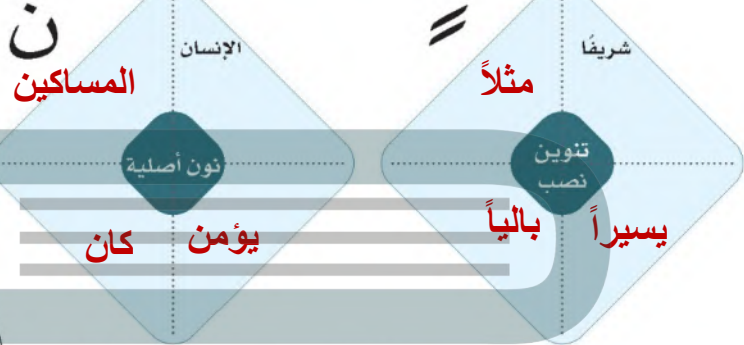 ً شريفًا الإنسان ن
مثلاً المساكين
تنوين نصب نون أصلية
يسيراً بالياً يؤمن كان